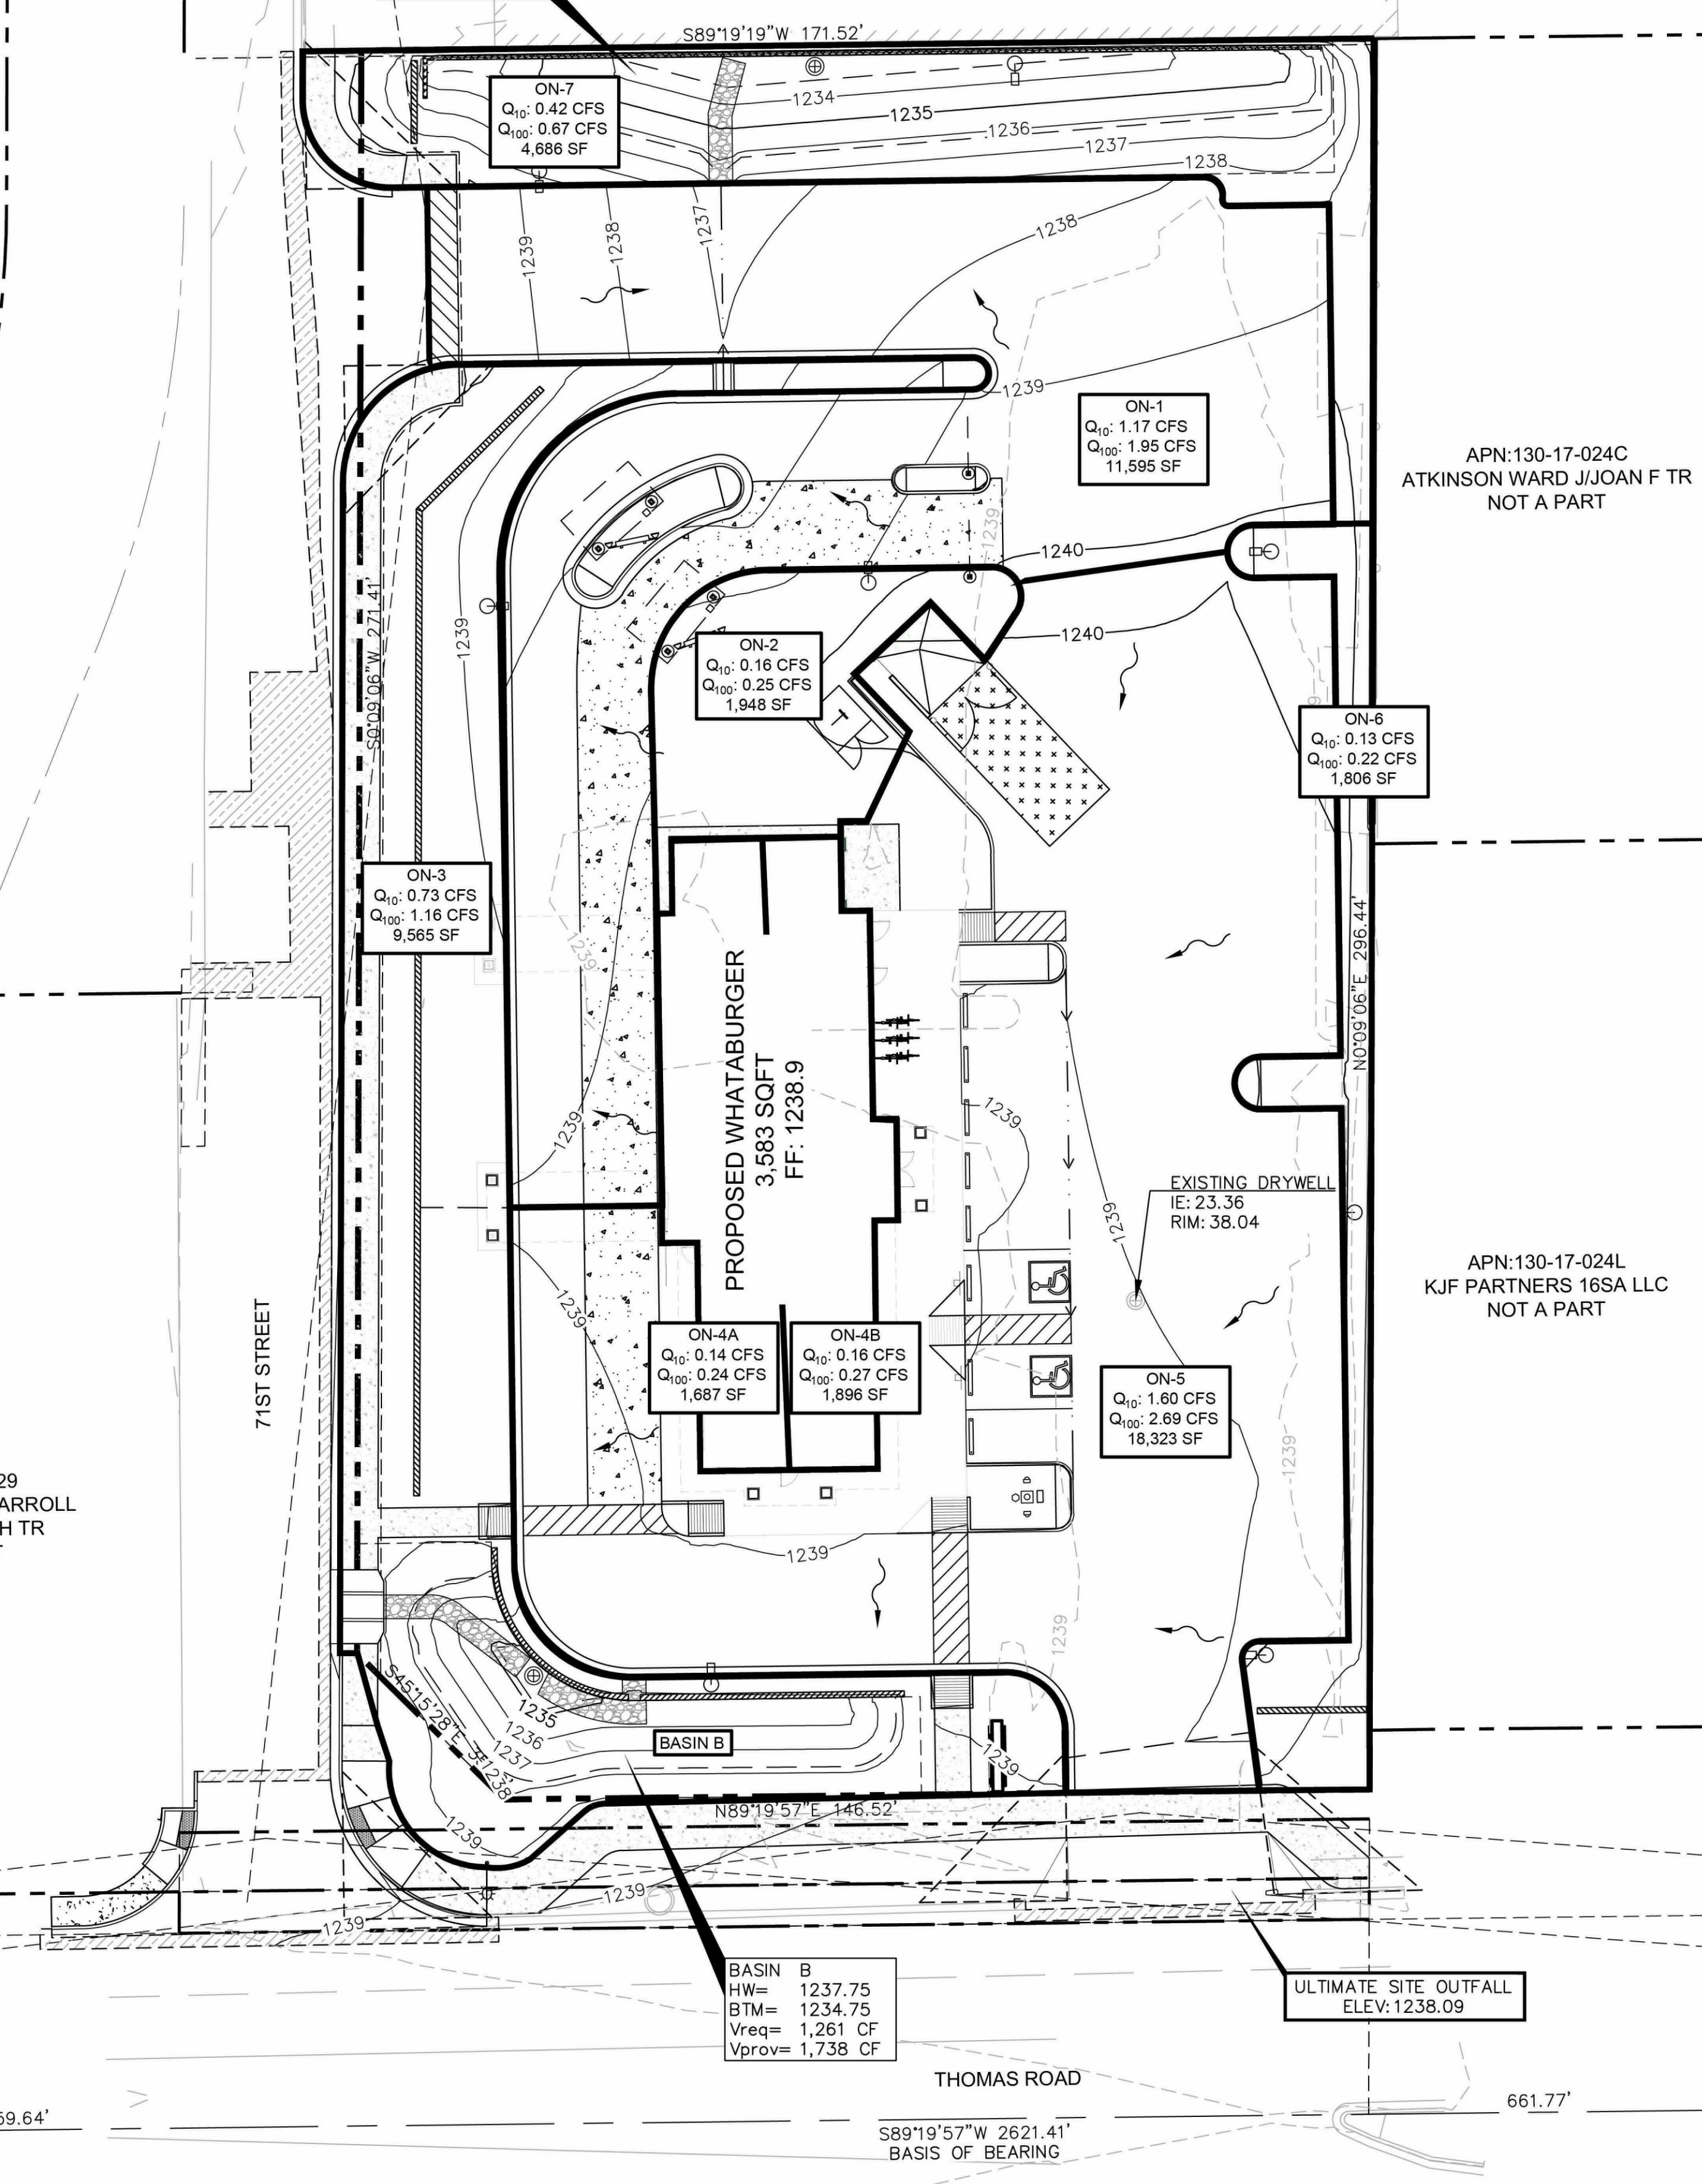 S89°19'19"W 171.52'
ON-7
Q10: 0.42 CFS
Q100: 0.67 CFS
4,686 SF
1234
1235
1236
1237
1238
1239
1238
1237
1238
1239
ON-1
Q10: 1.17 CFS
Q100: 1.95 CFS
11,595 SF
APN:130-17-024C
ATKINSON WARD J/JOAN F TR
NOT A PART
1239
1240
1240
S0°09'06"W 271.41'
1239
ON-2
Q10: 0.16 CFS
Q100: 0.25 CFS
1,948 SF
ON-6
Q10: 0.13 CFS
Q100: 0.22 CFS
1,806 SF
ON-3
Q10: 0.73 CFS
Q100: 1.16 CFS
9,565 SF
1239
N0°09'06"E 296.44'
PROPOSED WHATABURGER
3,583 SQFT
FF: 1238.9
1239
1239
1239
EXISTING DRYWELL
IE: 23.36
RIM: 38.04
APN:130-17-024L
KJF PARTNERS 16SA LLC
NOT A PART
71ST STREET
1239
ON-4A
Q10: 0.14 CFS
Q100: 0.24 CFS
1,687 SF
ON-4B
Q10: 0.16 CFS
Q100: 0.27 CFS
1,896 SF
ON-5
Q10: 1.60 CFS
Q100: 2.69 CFS
18,323 SF
1239
29
ARROLL
H TR
1239
1239
S45°15'28"E
1235
1236
1237
1238
BASIN B
1239
N89°19'57"E 146.52'
1239
1239
1239
BASIN B
HW= 1237.75
BTM= 1234.75
Vreq= 1,261 CF
Vprov= 1,738 CF
ULTIMATE SITE OUTFALL
ELEV:1238.09
THOMAS ROAD
59.64'
661.77'
S89°19'57"W 2621.41'
BASIS OF BEARING